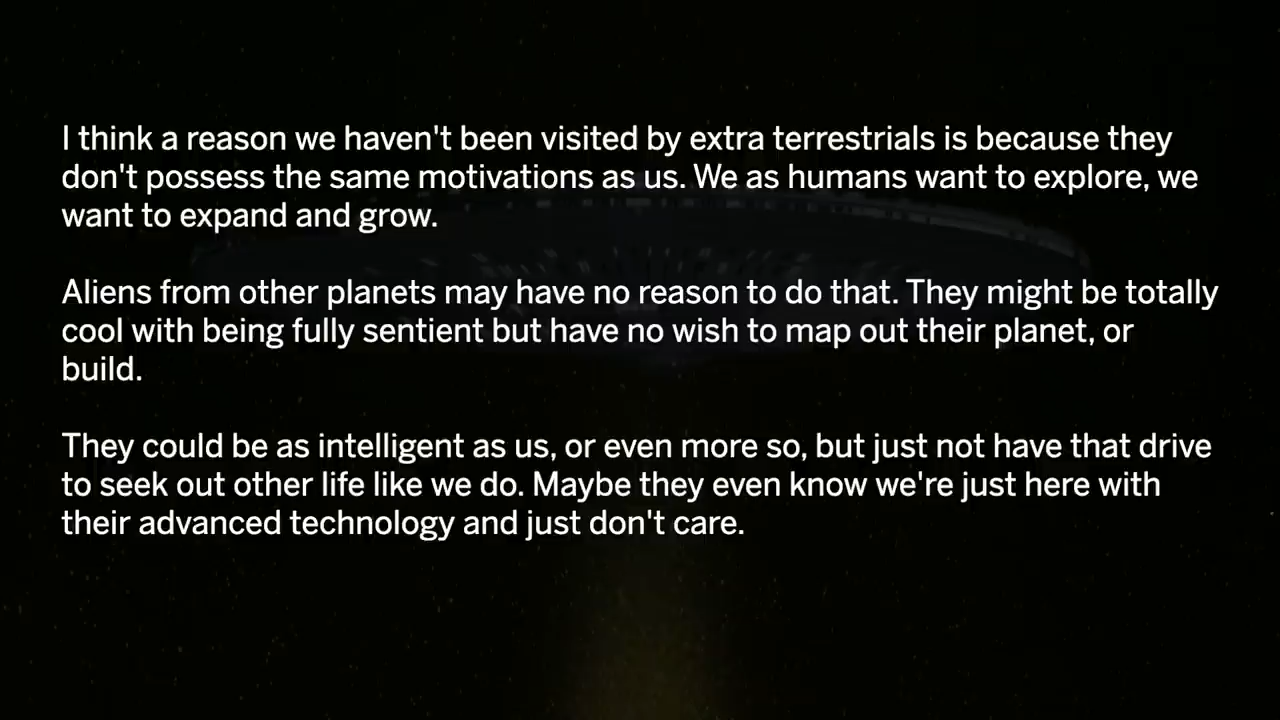 I think a reason we haven't been visited by extra terrestrials is because they
don't possess the same motivations as us. We as humans want to explore, we
want to expand and grow.
Aliens from other planets may have no reason to do that. They might be totally
cool with being fully sentient but have no wish to map out their planet, or
build.
They could be as intelligent as us, or even more so, but just not have that drive
to seek out other life like we do. Maybe they even know we're just here with
their advanced technology and just don't care.